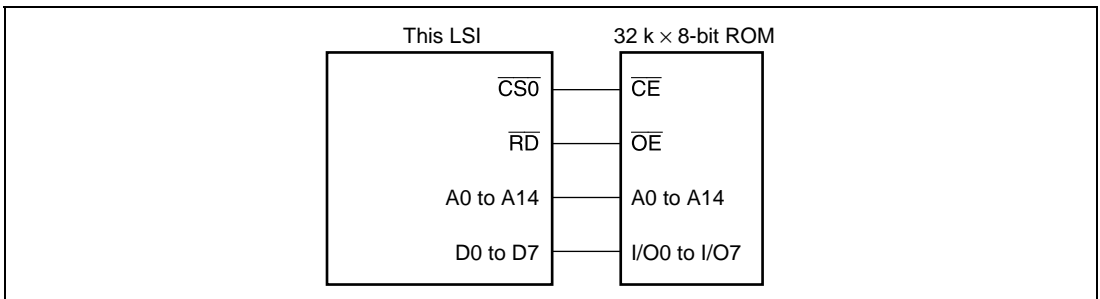 This LSI 32 k × 8-bit ROM
CS0 CE
RD OE
A0 to A14 A0 to A14
D0 to D7 I/O0 to I/O7